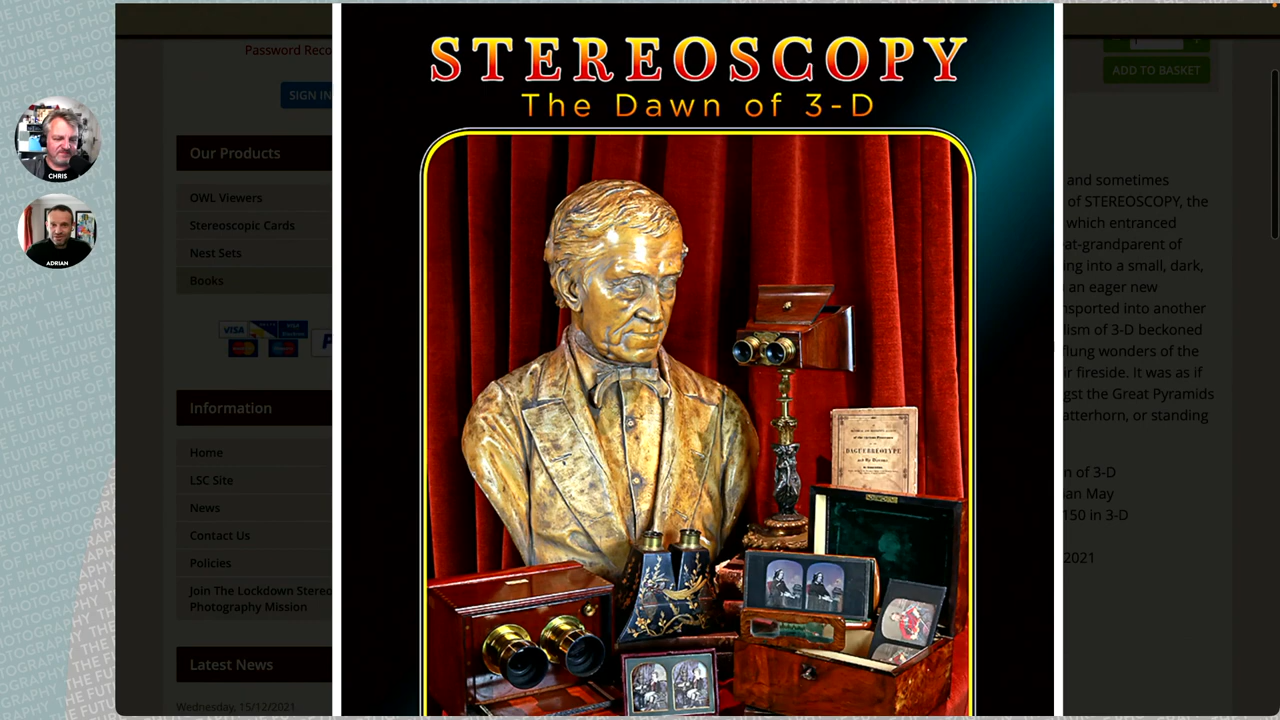 STEREOSCOPY
The Dawn of 3-D
CHRIS
ADRIAN
Password Reco
SIGN IN
Our Products
OWL Viewers
Stereoscopic Cards
Nest Sets
Books
VISA
Information
Home
LSC Site
News
Contact Us
Policies
Join The Lockdown Stereo
Photography Mission
Latest News
Wednesday, 15/12/2021
DAGUERREOTYPE
ADD TO BASKET
and sometimes
of STEREOSCOPY, the
which entranced
at-grandparent of
ing into a small, dark,
an eager new
nsported into another
lism of 3-D beckoned
flung wonders of the
ir fireside. It was as if
gst the Great Pyramids
atterhorn, or standing
n of 3-D
ian May
150 in 3-D
2021